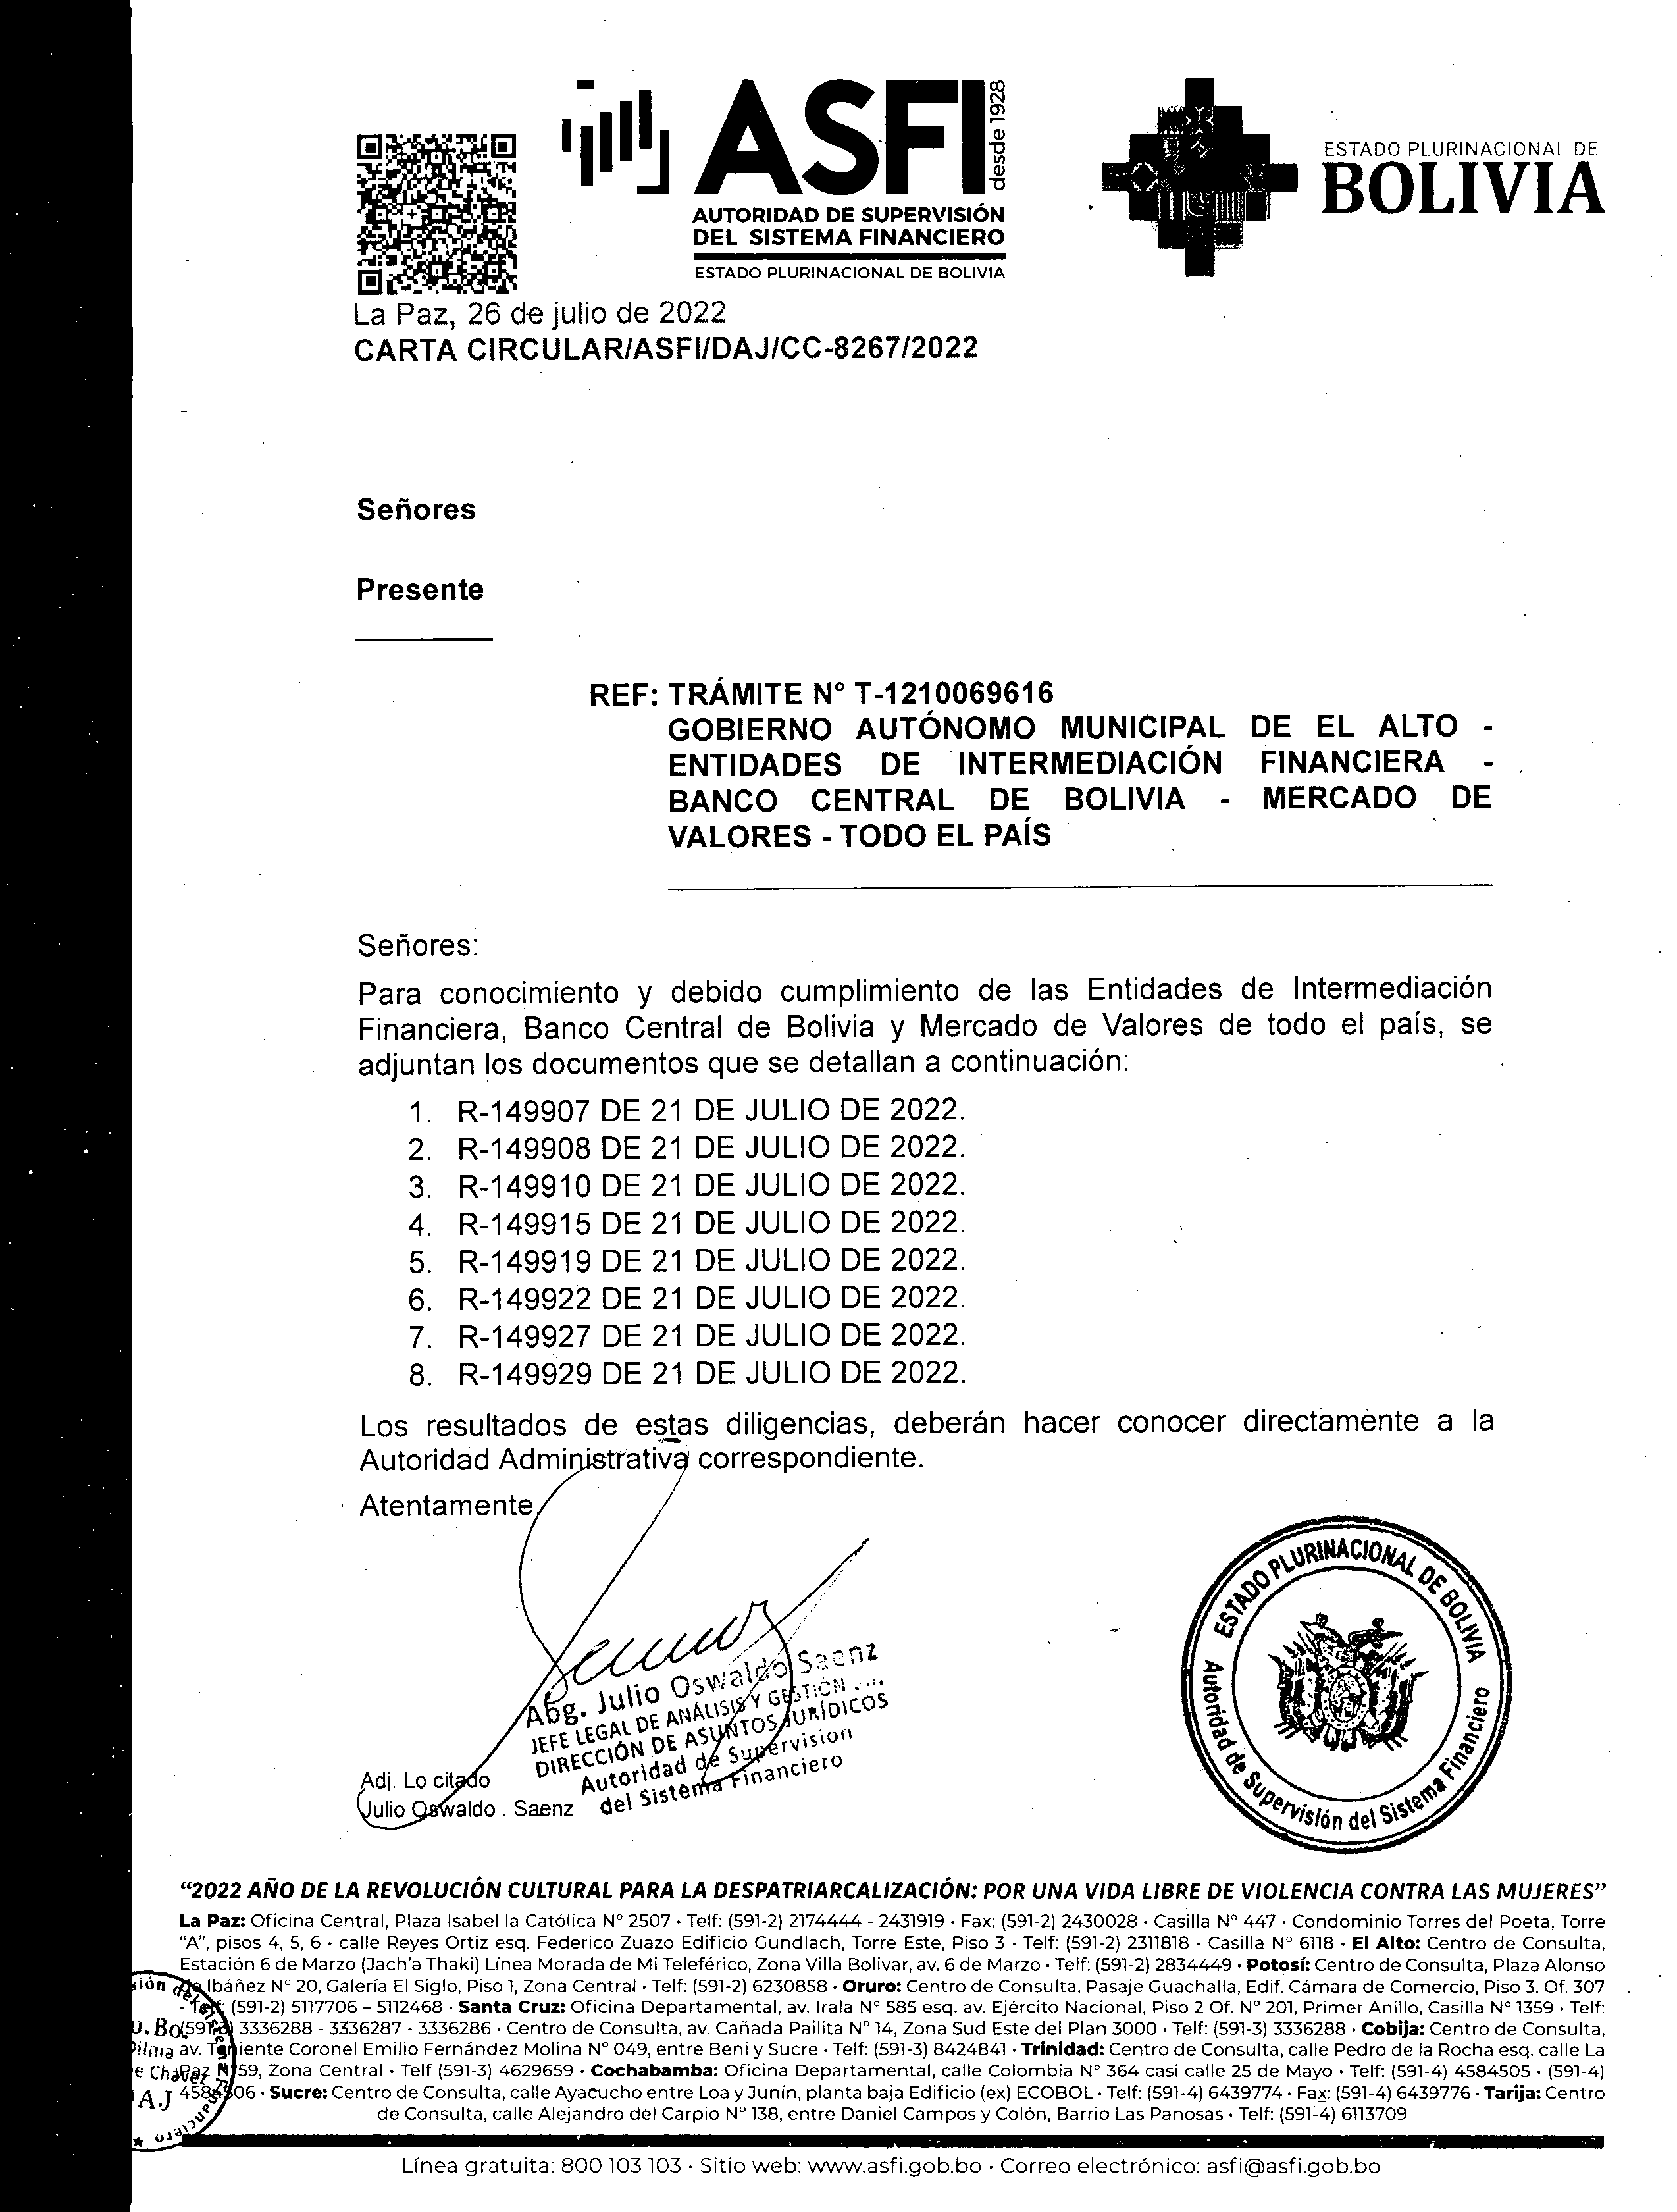 ASFI
desde 1928
AUTORIDAD DE SUPERVISIÓN
DEL SISTEMA FINANCIERO
ESTADO PLURINACIONAL DE BOLIVIA
ESTADO PLURINACIONAL DE
BOLIVIA
La Paz, 26 de julio de 2022
CARTA CIRCULAR/ASFI/DAJ/CC-8267/2022
Señores
Presente
REF: TRÁMITE N° T-1210069616
GOBIERNO AUTÓNOMO MUNICIPAL DE EL ALTO -
ENTIDADES DE INTERMEDIACIÓN FINANCIERA -
BANCO CENTRAL DE BOLIVIA - MERCADO DE
VALORES - TODO EL PAÍS
Señores:
Para conocimiento y debido cumplimiento de las Entidades de Intermediación
Financiera, Banco Central de Bolivia y Mercado de Valores de todo el país, se
adjuntan los documentos que se detallan a continuación:
1. R-149907 DE 21 DE JULIO DE 2022.
2. R-149908 DE 21 DE JULIO DE 2022.
3. R-149910 DE 21 DE JULIO DE 2022.
4. R-149915 DE 21 DE JULIO DE 2022.
5. R-149919 DE 21 DE JULIO DE 2022.
6. R-149922 DE 21 DE JULIO DE 2022.
7. R-149927 DE 21 DE JULIO DE 2022.
8. R-149929 DE 21 DE JULIO DE 2022.
Los resultados de estas diligencias, deberán hacer conocer directamente a la
Autoridad Administrativa correspondiente.
Atentamente,
Abg. Julio Oswaldo Saenz
JEFE LEGAL DE ANÁLISIS Y GESTIÓN
DIRECCIÓN DE ASUNTOS JURÍDICOS
Autoridad de Supervision
del Sistema Financiero
Adj. Lo citado
Julio Oswaldo . Saenz
ESTADO PLURINACIONAL DE BOLIVIA
Autoridad de Supervisión del Sistema Financiero
“2022 AÑO DE LA REVOLUCIÓN CULTURAL PARA LA DESPATRIARCALIZACIÓN: POR UNA VIDA LIBRE DE VIOLENCIA CONTRA LAS MUJERES”
La Paz: Oficina Central, Plaza Isabel la Católica N° 2507 · Telf: (591-2) 2174444 - 2431919 · Fax: (591-2) 2430028 · Casilla N° 447 · Condominio Torres del Poeta, Torre
“A”, pisos 4, 5, 6 · calle Reyes Ortiz esq. Federico Zuazo Edificio Gundlach, Torre Este, Piso 3 · Telf: (591-2) 2311818 · Casilla N° 6118 · El Alto: Centro de Consulta,
Estación 6 de Marzo (Jach’a Thaki) Línea Morada de Mi Teleférico, Zona Villa Bolívar, av. 6 de Marzo · Telf: (591-2) 2834449 · Potosí: Centro de Consulta, Plaza Alonso
de Ibáñez N° 20, Galería El Siglo, Piso 1, Zona Central · Telf: (591-2) 6230858 · Oruro: Centro de Consulta, Pasaje Guachalla, Edif. Cámara de Comercio, Piso 3, Of. 307
· Telf: (591-2) 5117706 – 5112468 · Santa Cruz: Oficina Departamental, av. Irala N° 585 esq. av. Ejército Nacional, Piso 2 Of. N° 201, Primer Anillo, Casilla N° 1359 · Telf:
(591-3) 3336288 - 3336287 - 3336286 · Centro de Consulta, av. Cañada Pailita N° 14, Zona Sud Este del Plan 3000 · Telf: (591-3) 3336288 · Cobija: Centro de Consulta,
av. Teniente Coronel Emilio Fernández Molina N° 049, entre Beni y Sucre · Telf: (591-3) 8424841 · Trinidad: Centro de Consulta, calle Pedro de la Rocha esq. calle La
Paz 59, Zona Central · Telf (591-3) 4629659 · Cochabamba: Oficina Departamental, calle Colombia N° 364 casi calle 25 de Mayo · Telf: (591-4) 4584505 · (591-4)
4584506 · Sucre: Centro de Consulta, calle Ayacucho entre Loa y Junín, planta baja Edificio (ex) ECOBOL · Telf: (591-4) 6439774 · Fax: (591-4) 6439776 · Tarija: Centro
de Consulta, calle Alejandro del Carpio N° 138, entre Daniel Campos y Colón, Barrio Las Panosas · Telf: (591-4) 6113709
Línea gratuita: 800 103 103 · Sitio web: www.asfi.gob.bo · Correo electrónico: asfi@asfi.gob.bo